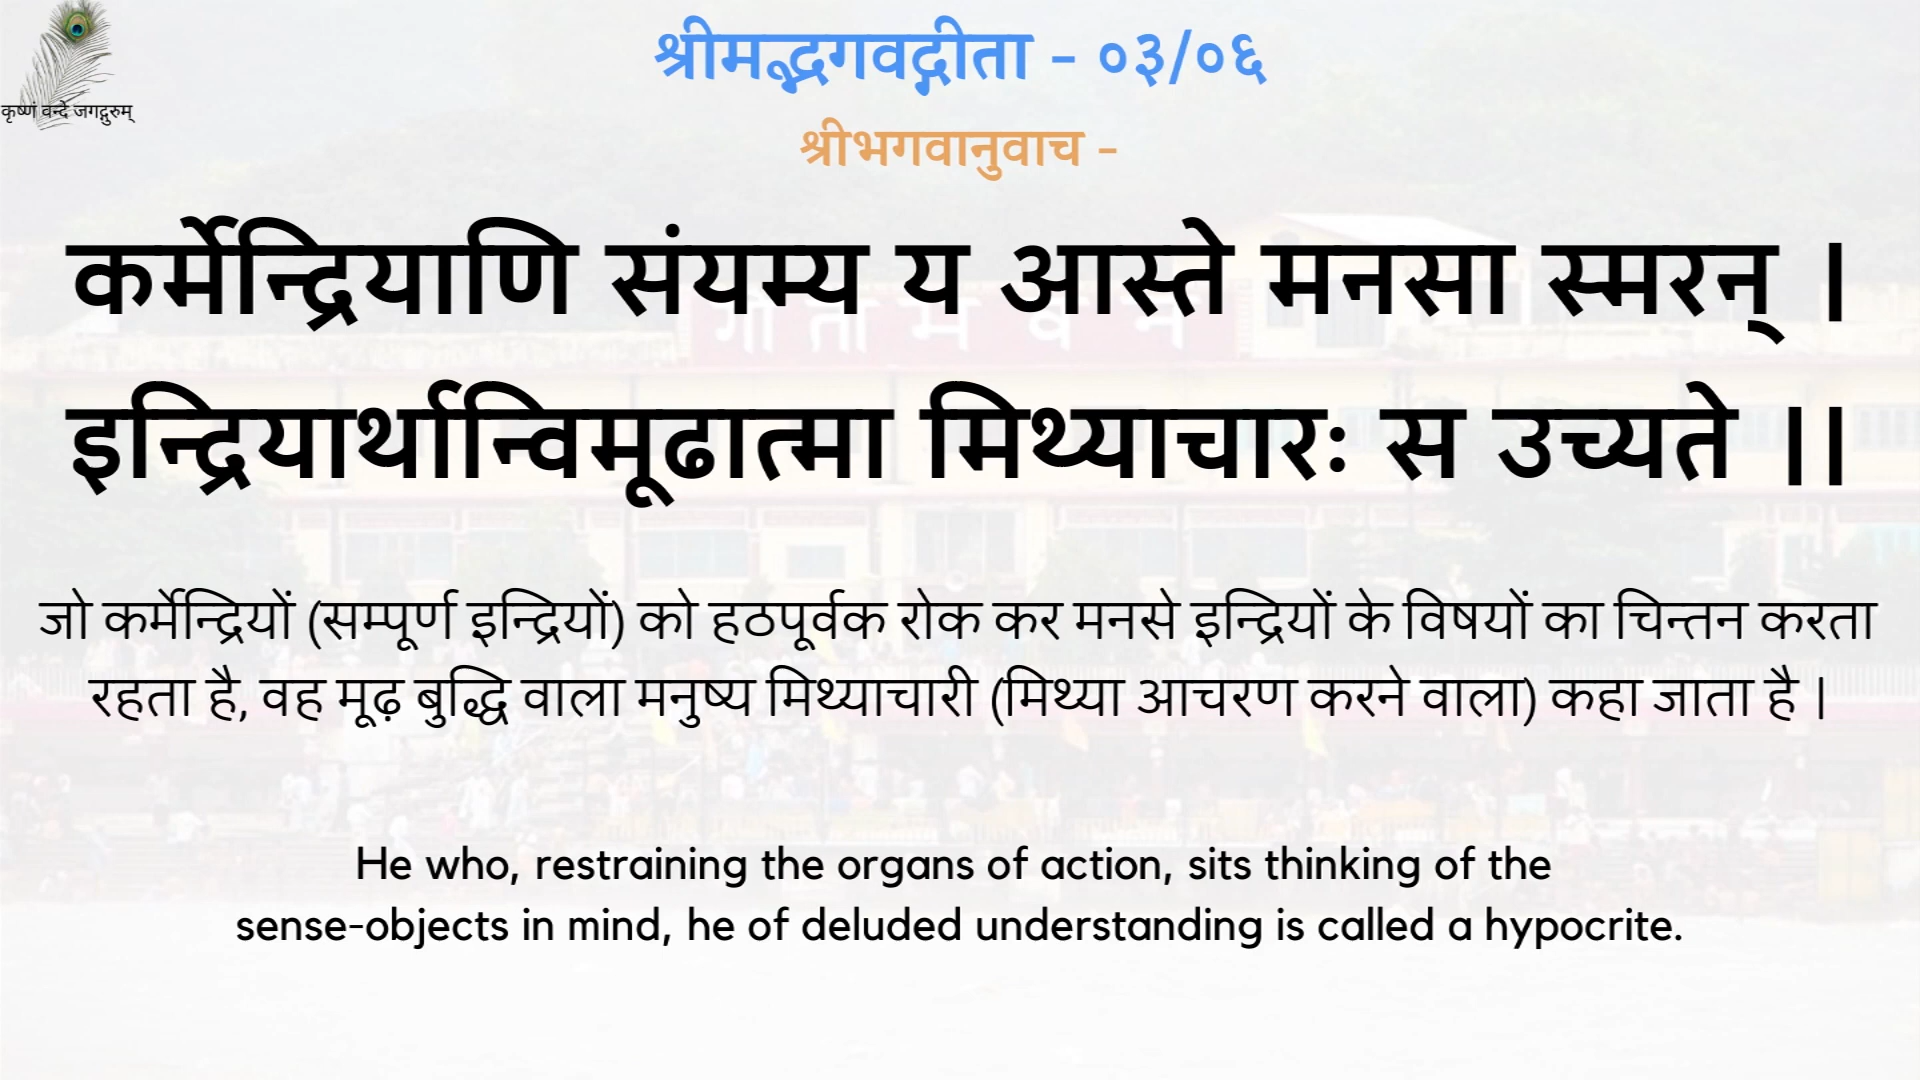 कृष्णं वन्दे जगद्गुरुम्
श्रीमद्भगवद्गीता - ०३/०६
श्रीभगवानुवाच -
कर्मेन्द्रियाणि संयम्य य आस्ते मनसा स्मरन् ।
गीता भवन
इन्द्रियार्थान्विमूढात्मा मिथ्याचारः स उच्यते ।।
जो कर्मेन्द्रियों (सम्पूर्ण इन्द्रियों) को हठपूर्वक रोक कर मनसे इन्द्रियों के विषयों का चिन्तन करता
रहता है, वह मूढ़ बुद्धि वाला मनुष्य मिथ्याचारी (मिथ्या आचरण करने वाला) कहा जाता है |
He who, restraining the organs of action, sits thinking of the
sense-objects in mind, he of deluded understanding is called a hypocrite.